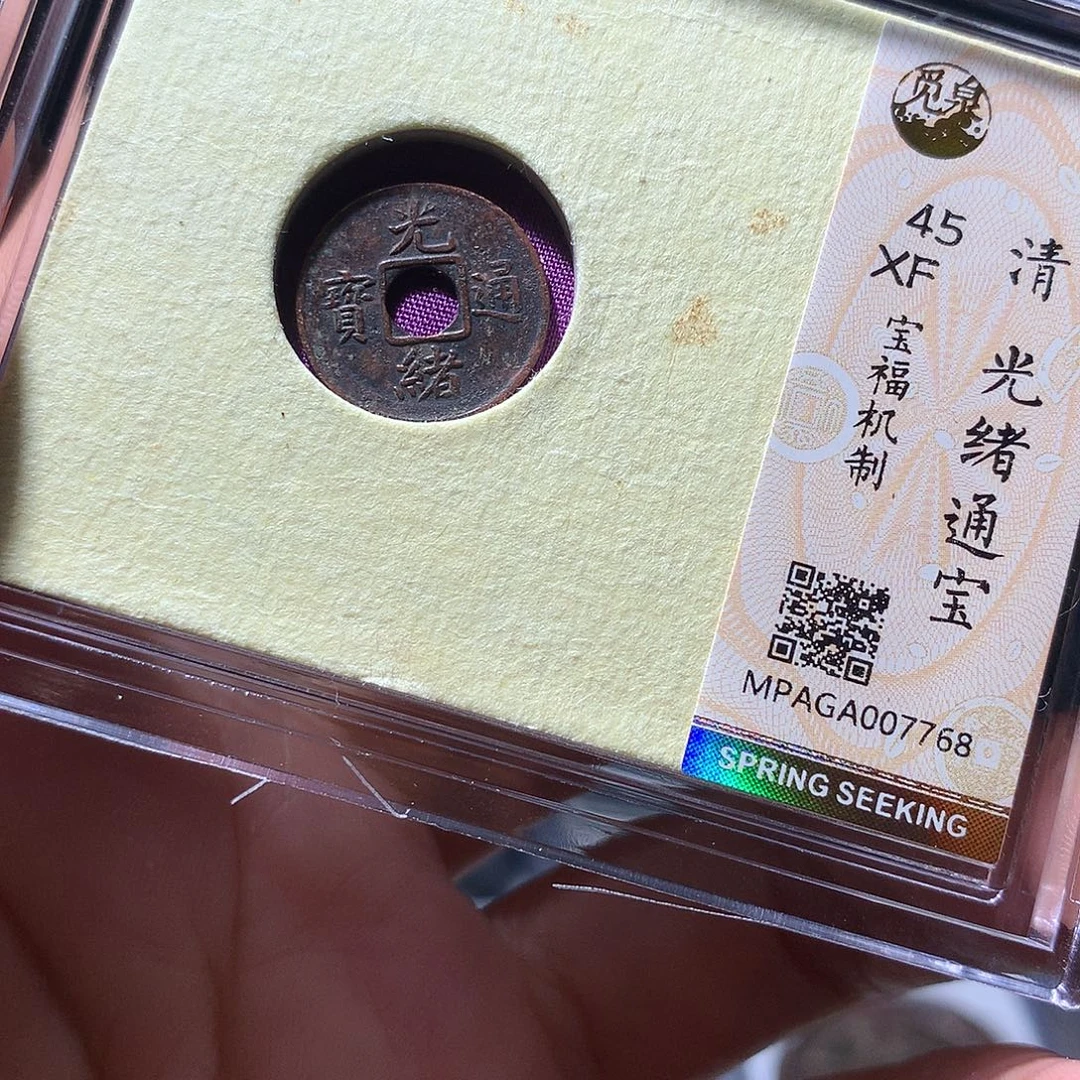 光
緒
通
寶
觅泉
45
XF
宝福机制
清
光绪通宝
MPAGA007768
SPRING SEEKING